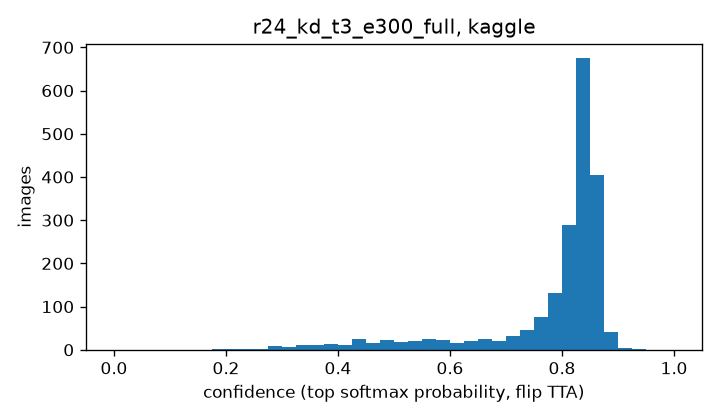 r24_kd_t3_e300_full, kaggle
700
600
500
400
300
200
100
0
images
0.0 0.2 0.4 0.6 0.8 1.0
confidence (top softmax probability, flip TTA)